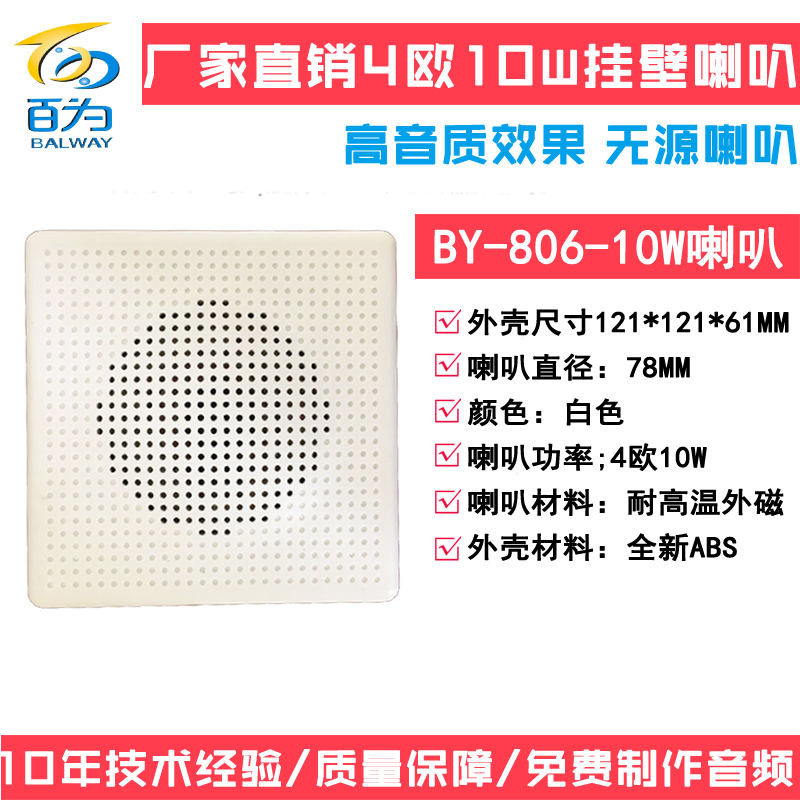 厂家直销4欧10W挂壁喇叭
百为
BALWAY
高音质效果 无源喇叭
BY-806-10W喇叭
外壳尺寸121*121*61MM
喇叭直径：78MM
颜色：白色
喇叭功率;4欧10W
喇叭材料：耐高温外磁
外壳材料：全新ABS
10年技术经验/质量保障/免费制作音频